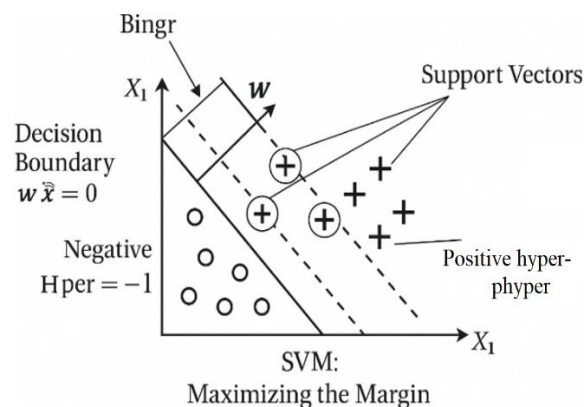 Bingr
X₁
w
Support Vectors
Decision
Boundary
w x̄ = 0
Negative
Hper = −1
Positive hyper-
phyper
X₁
SVM:
Maximizing the Margin